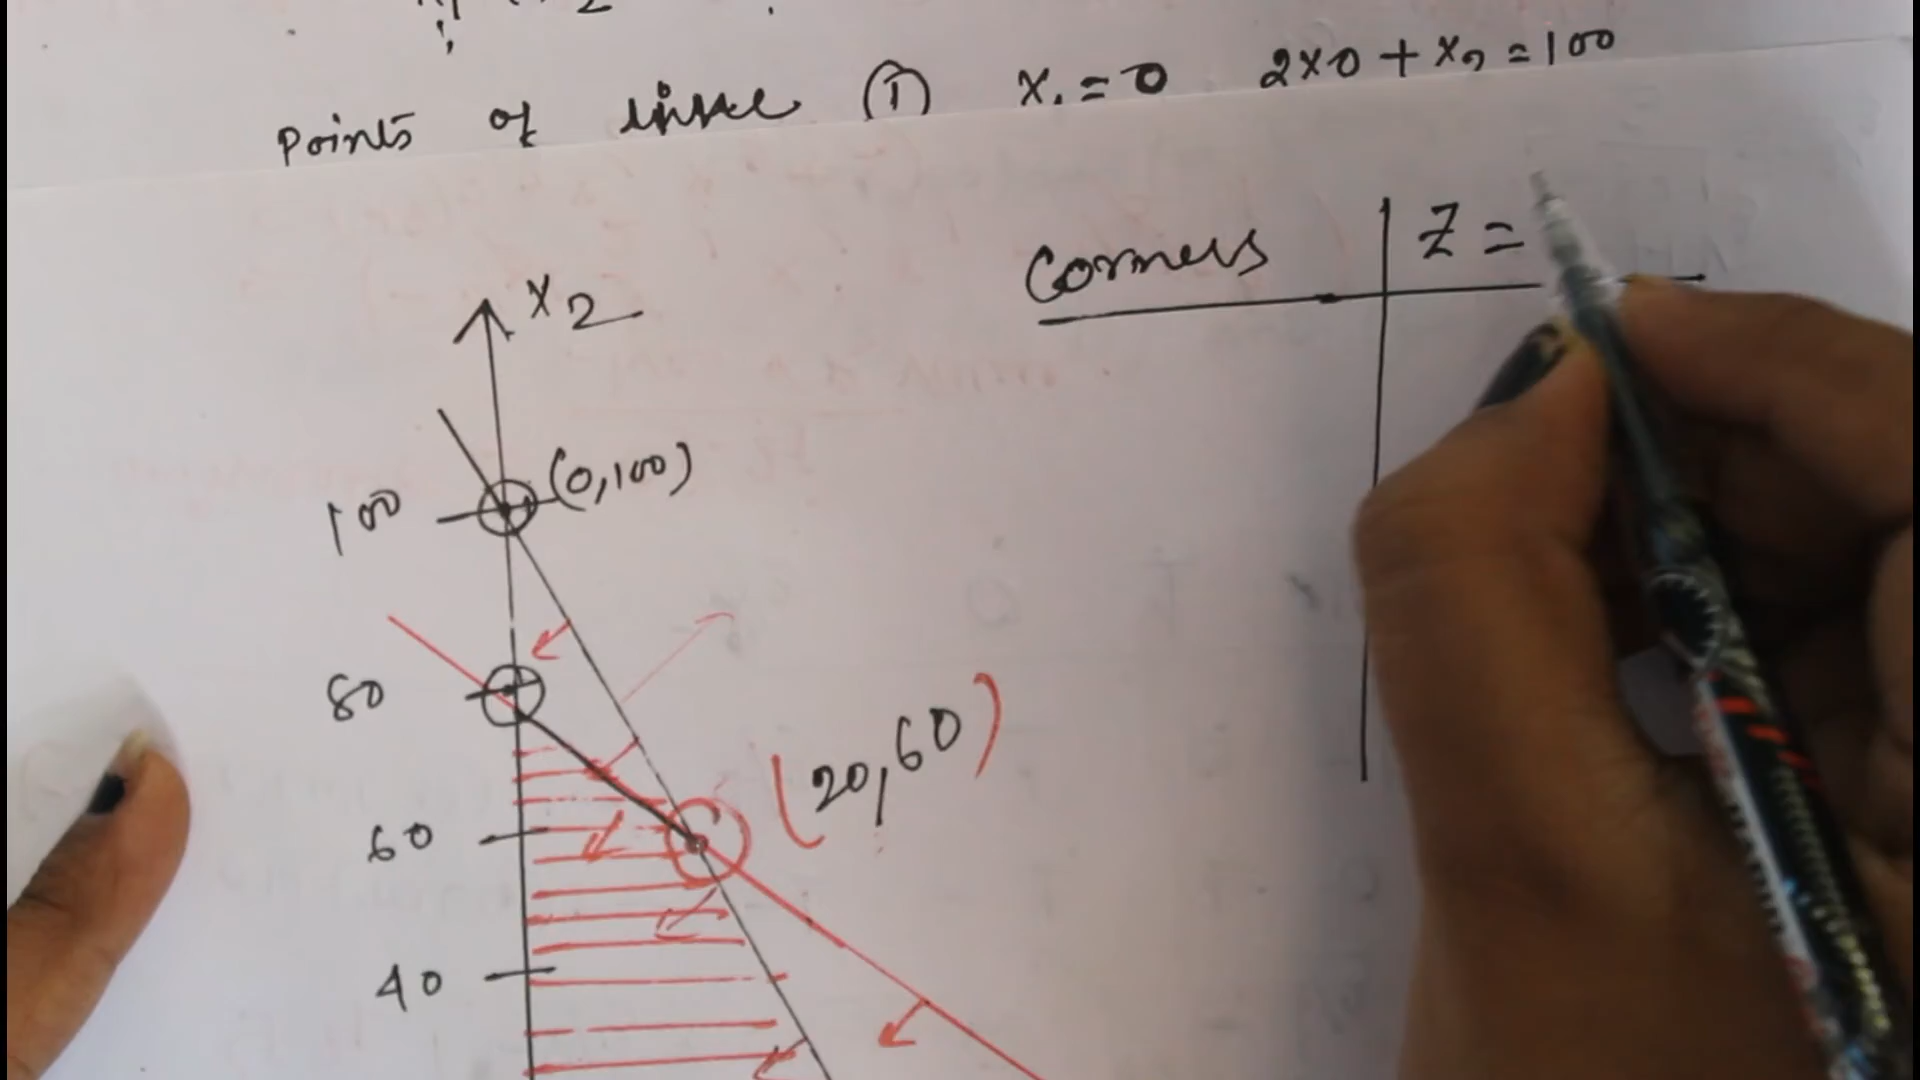 Points of line ① X₁ = 0 2×0 + X₂ = 100
Corners Z =
X₂
100 (0,100)
80
(20,60)
60
40